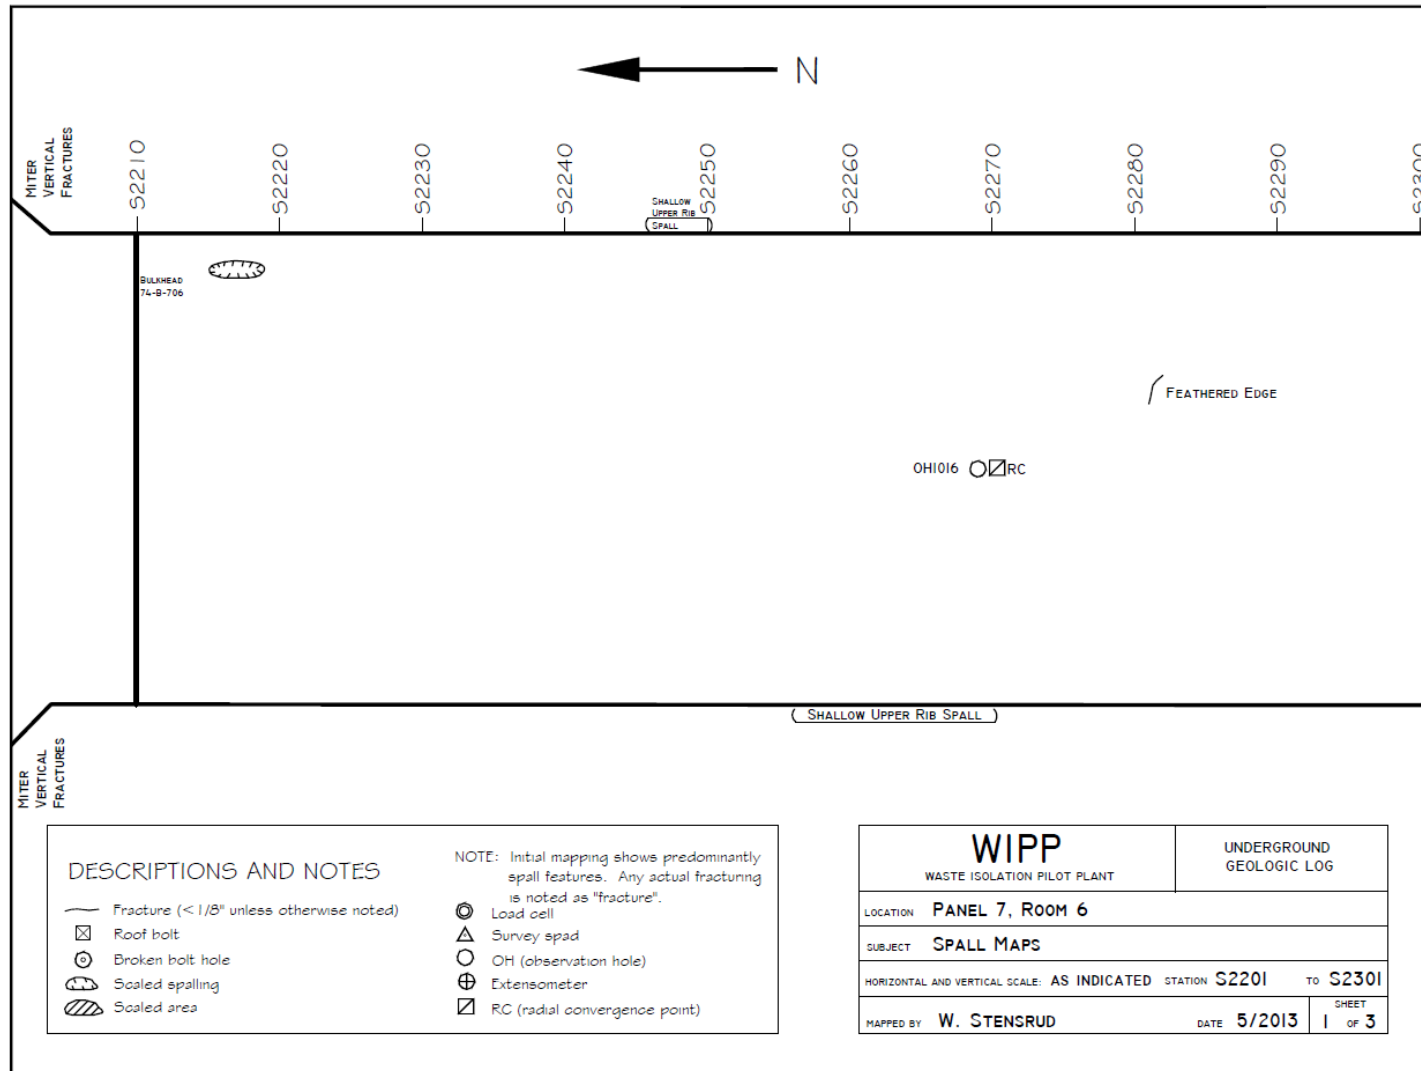 N
MITER
VERTICAL
FRACTURES
S2210
S2220
S2230
S2240
S2250
S2260
S2270
S2280
S2290
S2300
SHALLOW
UPPER RIB
SPALL
BULKHEAD
74-B-706
FEATHERED EDGE
OH1016
RC
SHALLOW UPPER RIB SPALL
MITER
VERTICAL
FRACTURES
DESCRIPTIONS AND NOTES
Fracture (< 1/8" unless otherwise noted)
Roof bolt
Broken bolt hole
Scaled spalling
Scaled area
NOTE: Initial mapping shows predominantly
spall features. Any actual fracturing
is noted as "fracture".
Load cell
Survey spad
OH (observation hole)
Extensometer
RC (radial convergence point)
WIPP
WASTE ISOLATION PILOT PLANT
UNDERGROUND
GEOLOGIC LOG
LOCATION PANEL 7, ROOM 6
SUBJECT SPALL MAPS
HORIZONTAL AND VERTICAL SCALE: AS INDICATED STATION S2201 TO S2301
MAPPED BY W. STENSRUD DATE 5/2013
SHEET
1 OF 3